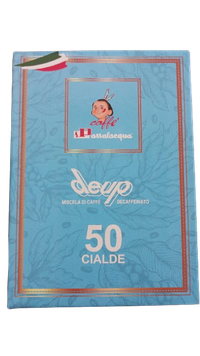 caffè
Passalacqua
deup
MISCELA DI CAFFÈ DECAFFEINATO
50
CIALDE